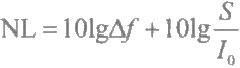 NL = 10lgΔf + 10lg S/I₀